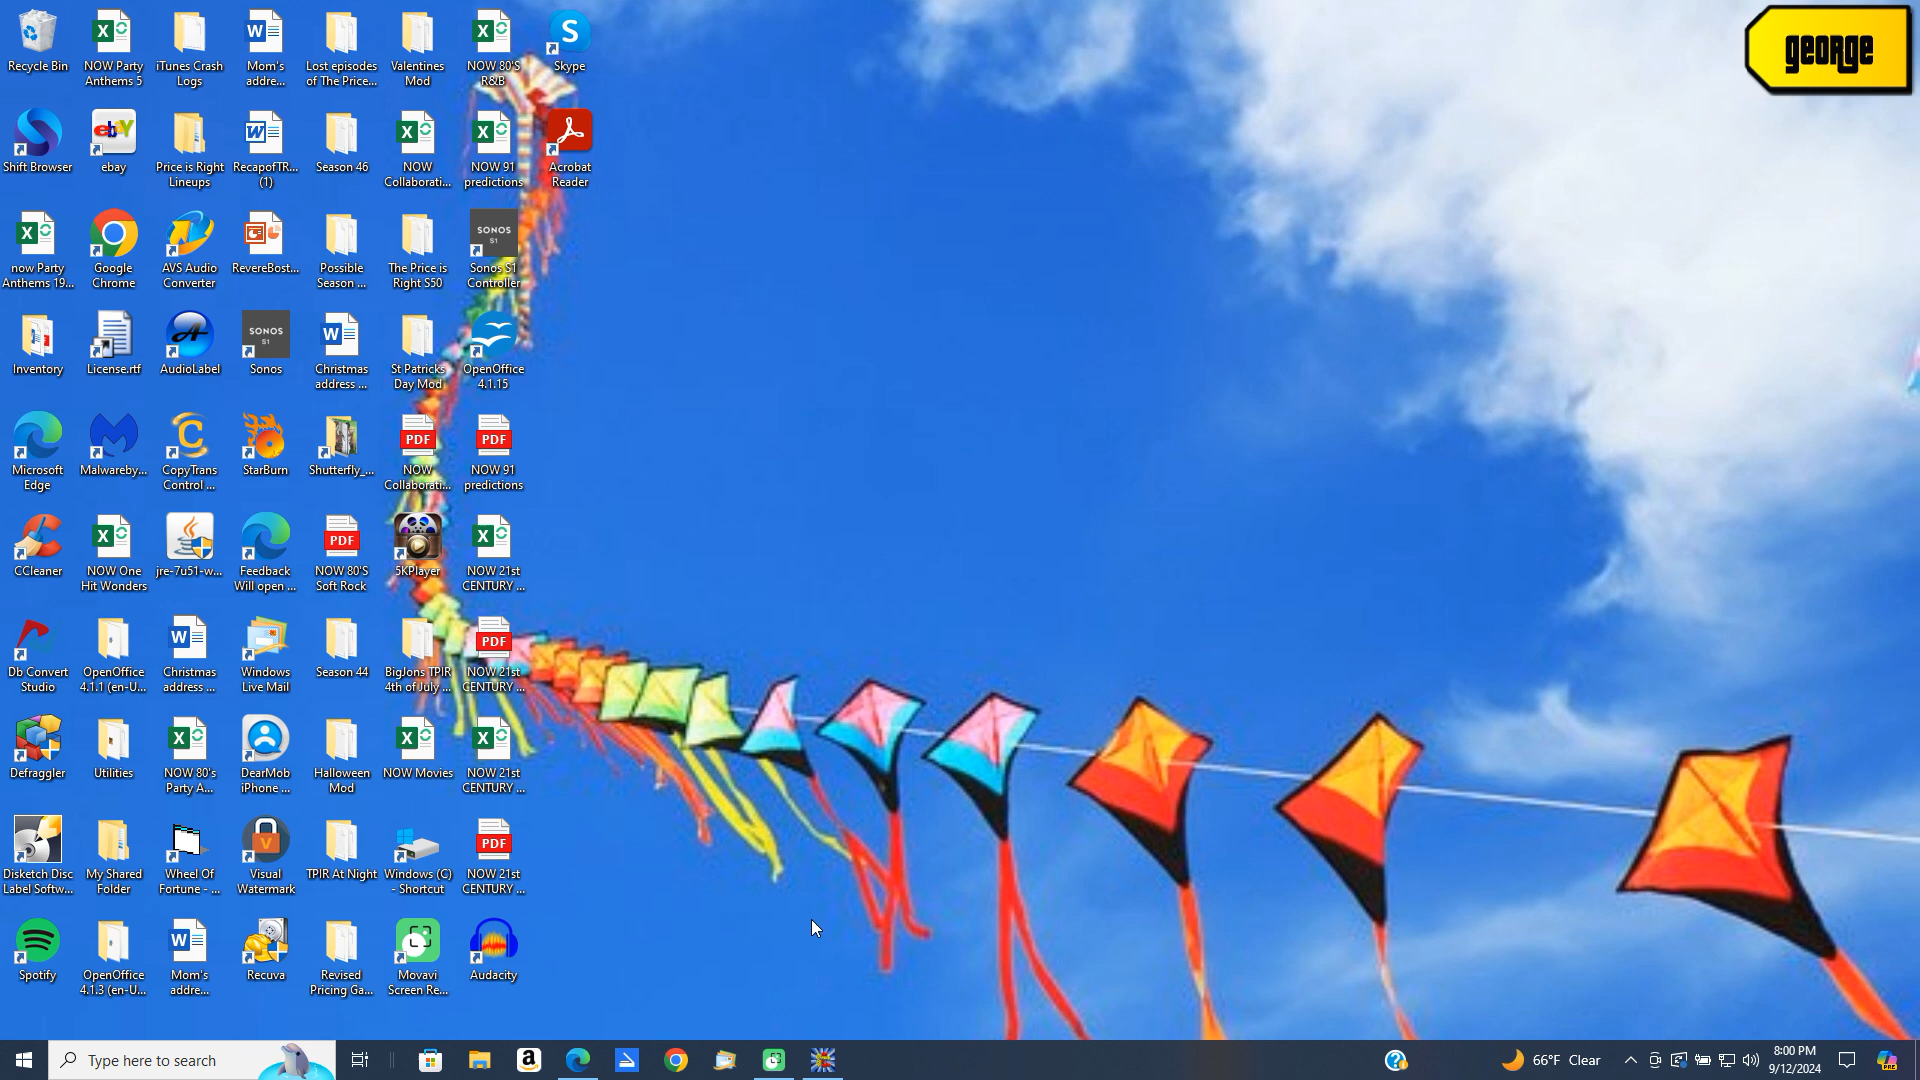 george
Recycle Bin
NOW Party
Anthems 5
iTunes Crash
Logs
Mom's
addre...
Lost episodes
of The Price...
Valentines
Mod
NOW 80'S
R&B
Skype
Shift Browser
ebay
Price is Right
Lineups
RecapofTR...
(1)
Season 46
NOW
Collaborati...
NOW 91
predictions
Acrobat
Reader
now Party
Anthems 19...
Google
Chrome
AVS Audio
Converter
RevereBost...
Possible
Season ...
The Price is
Right S50
SONOS
S1
Sonos S1
Controller
Inventory
License.rtf
AudioLabel
SONOS
S1
Sonos
Christmas
address ...
St Patricks
Day Mod
OpenOffice
4.1.15
Microsoft
Edge
Malwareby...
CopyTrans
Control ...
StarBurn
Shutterfly_...
PDF
NOW
Collaborati...
PDF
NOW 91
predictions
CCleaner
NOW One
Hit Wonders
jre-7u51-w...
Feedback
Will open ...
PDF
NOW 80'S
Soft Rock
5KPlayer
NOW 21st
CENTURY ...
Db Convert
Studio
OpenOffice
4.1.1 (en-U...
Christmas
address ...
Windows
Live Mail
Season 44
BigJons TPIR
4th of July ...
PDF
NOW 21st
CENTURY ...
Defraggler
Utilities
NOW 80's
Party A...
DearMob
iPhone ...
Halloween
Mod
NOW Movies
NOW 21st
CENTURY ...
Disketch Disc
Label Softw...
My Shared
Folder
Wheel Of
Fortune - ...
Visual
Watermark
TPIR At Night
Windows (C)
- Shortcut
PDF
NOW 21st
CENTURY ...
Spotify
OpenOffice
4.1.3 (en-U...
Mom's
addre...
Recuva
Revised
Pricing Ga...
Movavi
Screen Re...
Audacity
Type here to search
66°F Clear
8:00 PM
9/12/2024